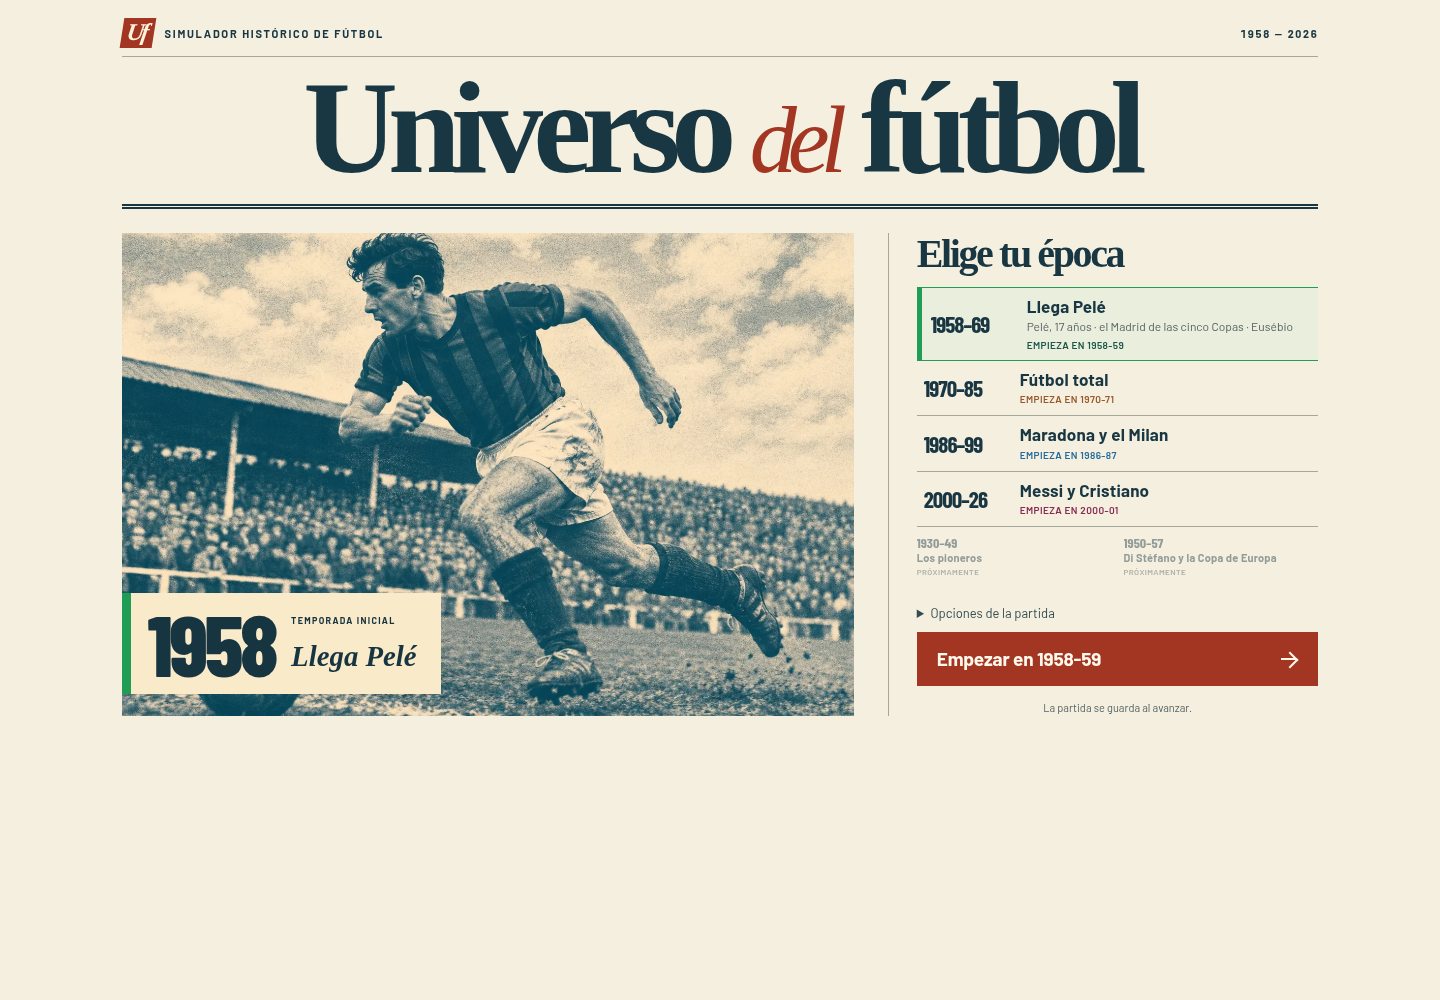 Uf SIMULADOR HISTÓRICO DE FÚTBOL
1958 — 2026
Universo del fútbol
1958
TEMPORADA INICIAL
Llega Pelé
Elige tu época
1958–69
Llega Pelé
Pelé, 17 años · el Madrid de las cinco Copas · Eusébio
EMPIEZA EN 1958-59
1970–85
Fútbol total
EMPIEZA EN 1970-71
1986–99
Maradona y el Milan
EMPIEZA EN 1986-87
2000–26
Messi y Cristiano
EMPIEZA EN 2000-01
1930–49
Los pioneros
PRÓXIMAMENTE
1950–57
Di Stéfano y la Copa de Europa
PRÓXIMAMENTE
Opciones de la partida
Empezar en 1958-59
La partida se guarda al avanzar.